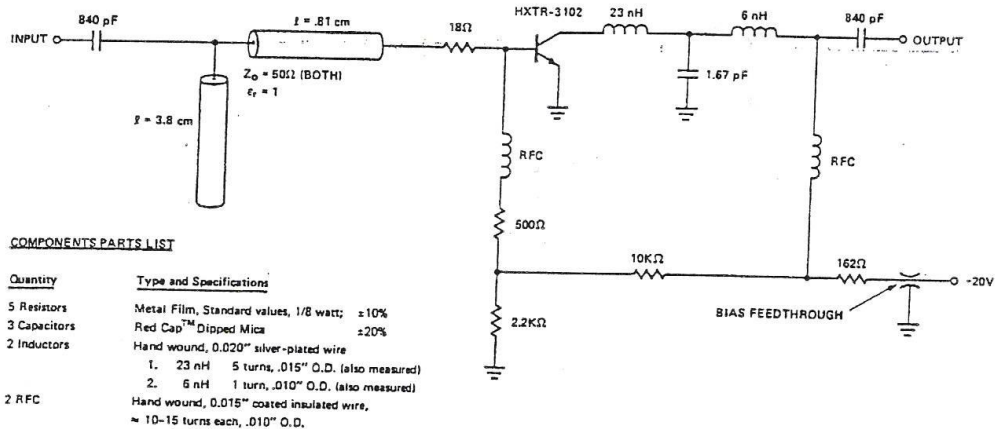 HXTR-3102
23 nH
6 nH
840 pF
840 pF
INPUT
OUTPUT
ℓ = .81 cm
18Ω
Z₀ = 50Ω (BOTH)
εᵣ = 1
ℓ = 3.8 cm
1.67 pF
RFC
RFC
500Ω
10KΩ
162Ω
-20V
BIAS FEEDTHROUGH
2.2KΩ
COMPONENTS PARTS LIST
Quantity Type and Specifications
5 Resistors Metal Film, Standard values, 1/8 watt; ±10%
3 Capacitors Red Cap™ Dipped Mica ±20%
2 Inductors Hand wound, 0.020" silver-plated wire
1. 23 nH 5 turns, .015" O.D. (also measured)
2. 6 nH 1 turn, .010" O.D. (also measured)
2 RFC Hand wound, 0.015" coated insulated wire,
≈ 10-15 turns each, .010" O.D.